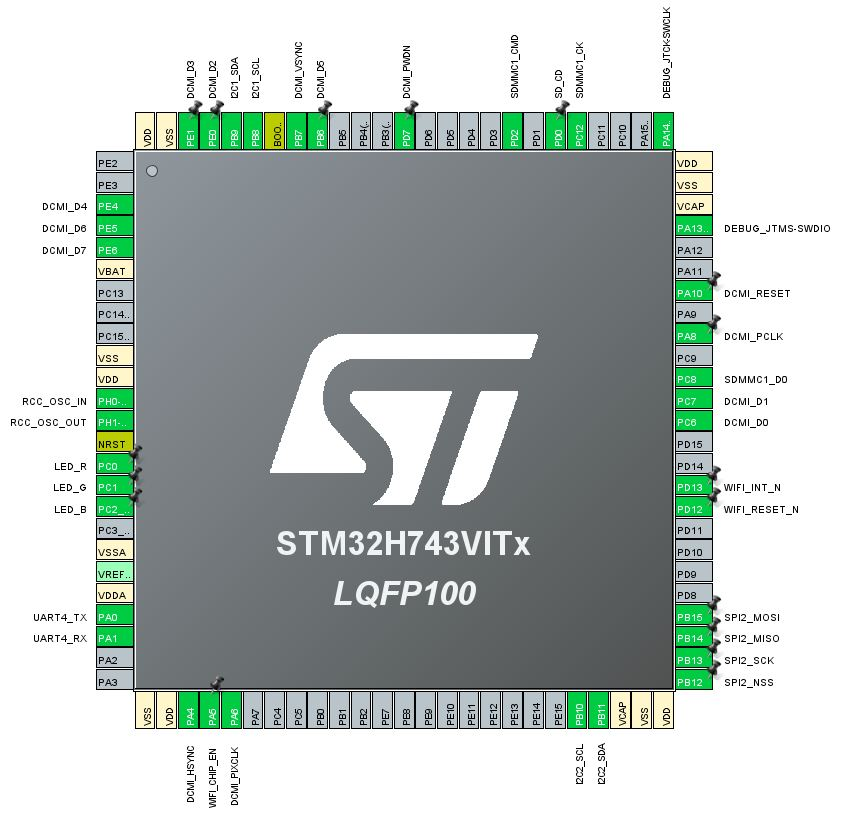 DCMI_D3
DCMI_D2
I2C1_SDA
I2C1_SCL
DCMI_VSYNC
DCMI_D5
DCMI_PWDN
SDMMC1_CMD
SD_CD
SDMMC1_CK
DEBUG_JTCK-SWCLK
VDD
VSS
PE1
PE0
PB9
PB8
BOO..
PB7
PB6
PB5
PB4(..
PB3(..
PD7
PD6
PD5
PD4
PD3
PD2
PD1
PD0
PC12
PC11
PC10
PA15..
PA14..
PE2
PE3
DCMI_D4 PE4
DCMI_D6 PE5
DCMI_D7 PE6
VBAT
PC13
PC14..
PC15..
VSS
VDD
RCC_OSC_IN PH0-..
RCC_OSC_OUT PH1-..
NRST
LED_R PC0
LED_G PC1
LED_B PC2_..
PC3_..
VSSA
VREF..
VDDA
UART4_TX PA0
UART4_RX PA1
PA2
PA3
STM32H743VITx
LQFP100
VDD
VSS
VCAP
PA13.. DEBUG_JTMS-SWDIO
PA12
PA11
PA10 DCMI_RESET
PA9
PA8 DCMI_PCLK
PC9
PC8 SDMMC1_D0
PC7 DCMI_D1
PC6 DCMI_D0
PD15
PD14
PD13 WIFI_INT_N
PD12 WIFI_RESET_N
PD11
PD10
PD9
PD8
PB15 SPI2_MOSI
PB14 SPI2_MISO
PB13 SPI2_SCK
PB12 SPI2_NSS
VSS
VDD
PA4
PA5
PA6
PA7
PC4
PC5
PB0
PB1
PB2
PE7
PE8
PE9
PE10
PE11
PE12
PE13
PE14
PE15
PB10
PB11
VCAP
VSS
VDD
DCMI_HSYNC
WIFI_CHIP_EN
DCMI_PIXCLK
I2C2_SCL
I2C2_SDA